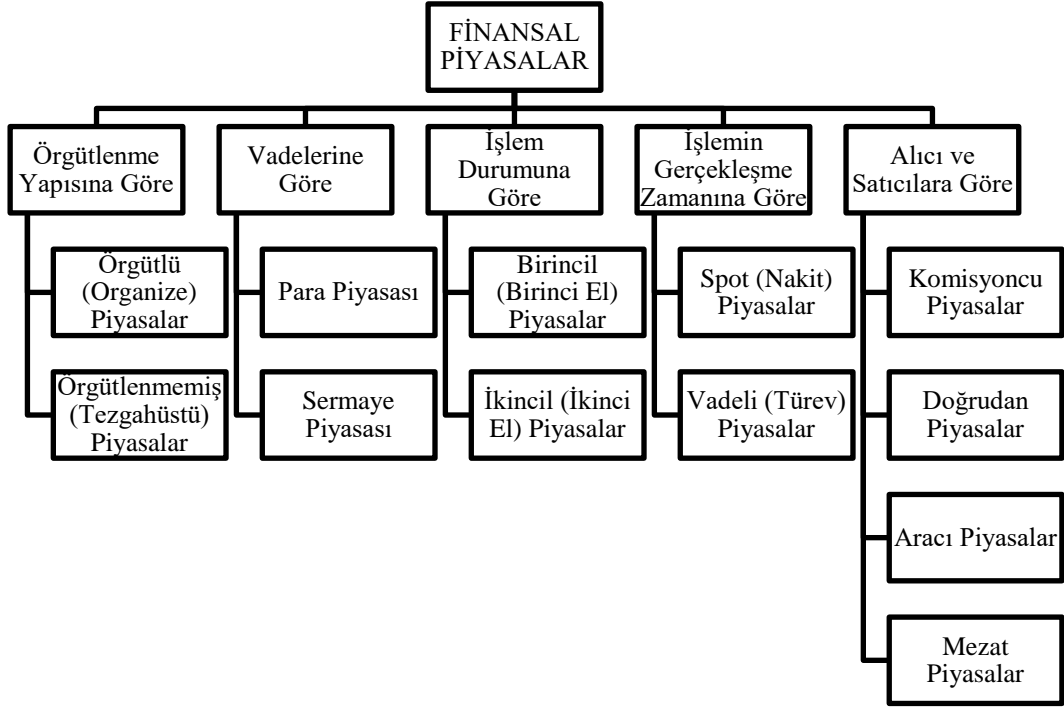 FİNANSAL
PİYASALAR
Örgütlenme
Yapısına Göre
Vadelerine
Göre
İşlem
Durumuna
Göre
İşlemin
Gerçekleşme
Zamanına Göre
Alıcı ve
Satıcılara Göre
Örgütlü
(Organize)
Piyasalar
Örgütlenmemiş
(Tezgahüstü)
Piyasalar
Para Piyasası
Sermaye
Piyasası
Birincil
(Birinci El)
Piyasalar
İkincil (İkinci
El) Piyasalar
Spot (Nakit)
Piyasalar
Vadeli (Türev)
Piyasalar
Komisyoncu
Piyasalar
Doğrudan
Piyasalar
Aracı Piyasalar
Mezat
Piyasalar